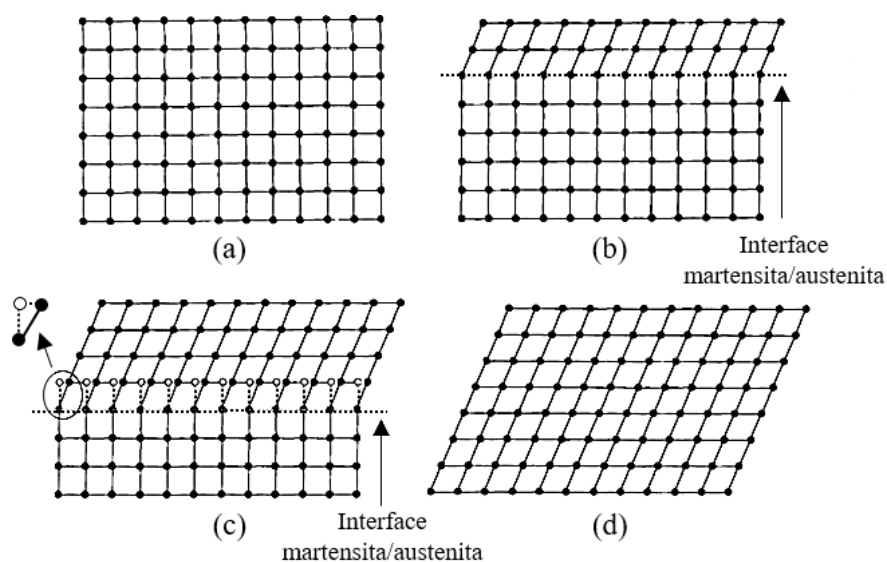 (a)
(b)
Interface
martensita/austenita
(c)
Interface
martensita/austenita
(d)